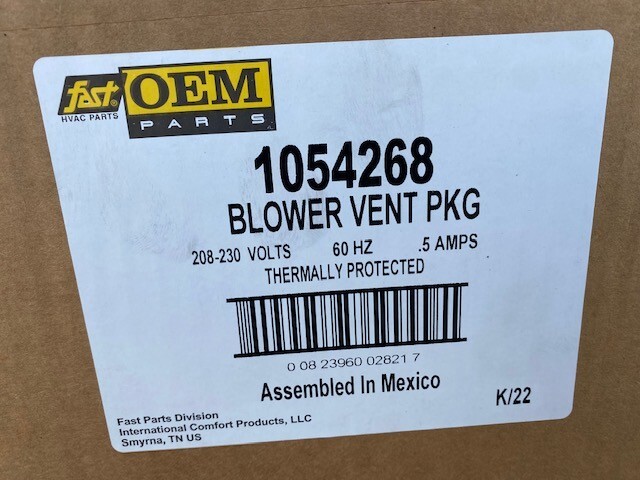 fast® OEM
HVAC PARTS
PARTS
1054268
BLOWER VENT PKG
208-230 VOLTS 60 HZ .5 AMPS
THERMALLY PROTECTED
0 08 23960 02821 7
Assembled In Mexico
K/22
Fast Parts Division
International Comfort Products, LLC
Smyrna, TN US